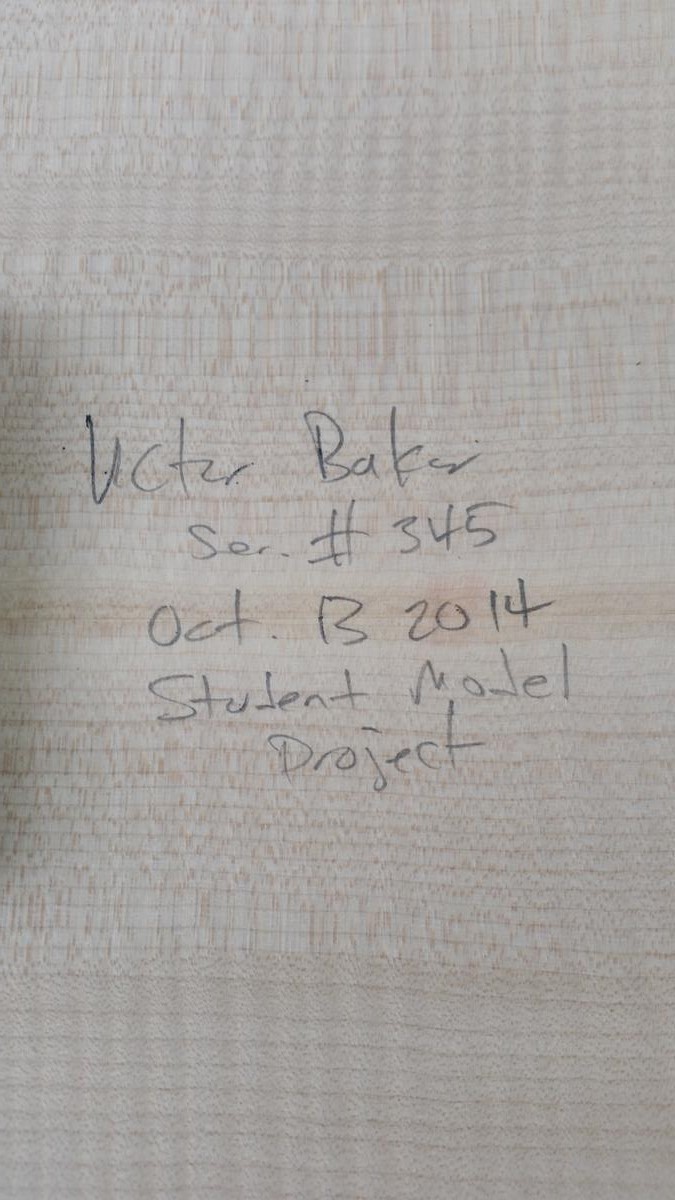 Victor Baker
Ser. # 345
Oct. 13 2014
Student Model
Project